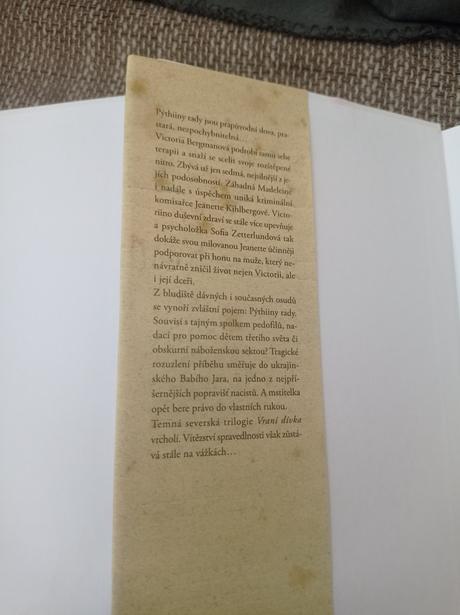 Pýthiiny rady jsou prapůvodní slova, pra-
stará, nezpochybnitelná…
Victoria Bergmanová podrobí samu sebe
terapii a snaží se scelit svoje roztříštěné
nitro. Zbývá už jen sedmá, nejsilnější z je-
jích podosobností. Záhadná Madeleine
i nadále s úspěchem uniká kriminální
komisařce Jeanette Kihlbergové. Victo-
riino duševní zdraví se stále více upevňuje
a psycholožka Sofia Zetterlundová tak
dokáže svou milovanou Jeanette účinněji
podporovat při honu na muže, který ne-
návratně zničil život nejen Victorii, ale
i její dceři.
Z bludiště dávných i současných osudů
se vynoří zvláštní pojem: Pýthiiny rady.
Souvisí s tajným spolkem pedofilů, na-
dací pro pomoc dětem třetího světa či
obskurní náboženskou sektou? Tragické
rozuzlení příběhu směřuje do ukrajin-
ského Babího Jara, na jedno z nejpří-
šernějších popravišť nacistů. A mstitelka
opět bere právo do vlastních rukou.
Temná severská trilogie Vraní dívka
vrcholí. Vítězství spravedlnosti však zůstá-
vá stále na vážkách…